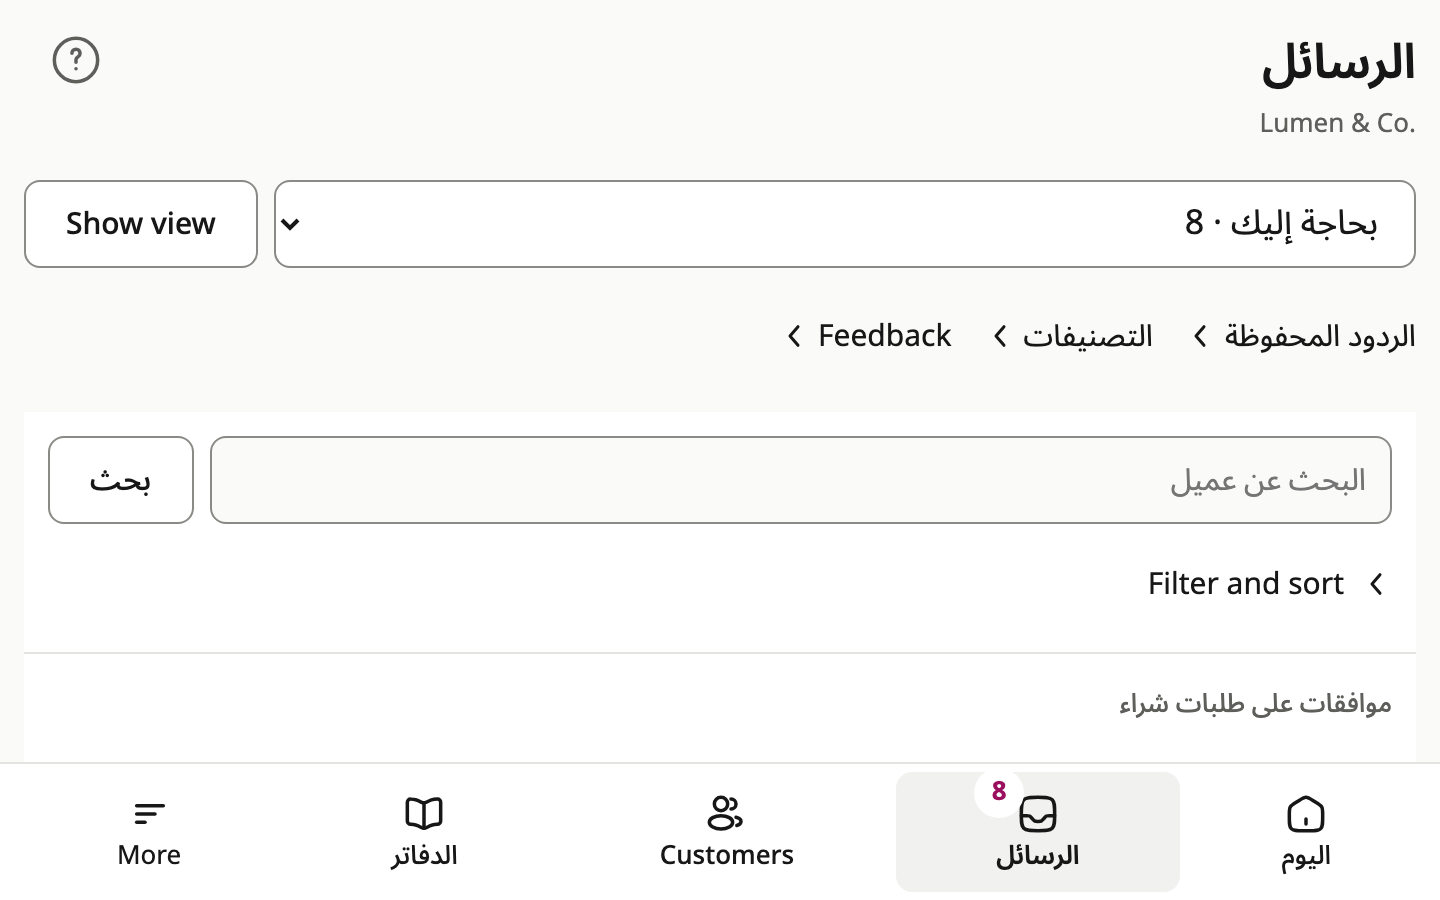 الرسائل
?
Lumen & Co.
بحاجة إليك · 8
Show view
الردود المحفوظة
التصنيفات
Feedback
البحث عن عميل
بحث
Filter and sort
موافقات على طلبات شراء
اليوم
8
الرسائل
Customers
الدفاتر
More